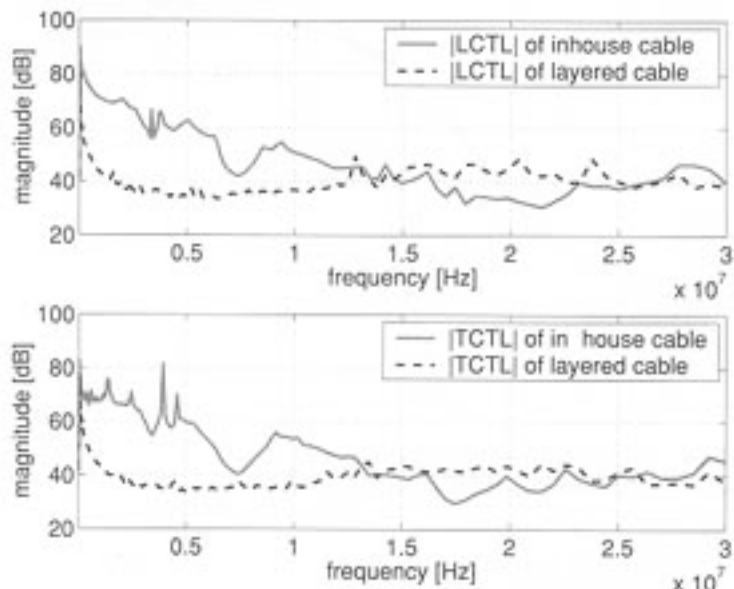 magnitude [dB]
100
80
60
40
20
|LCTL| of inhouse cable
|LCTL| of layered cable
0.5
1
1.5
2
2.5
3
x 10^7
frequency [Hz]
magnitude [dB]
100
80
60
40
20
|TCTL| of in house cable
|TCTL| of layered cable
0.5
1
1.5
2
2.5
3
x 10^7
frequency [Hz]